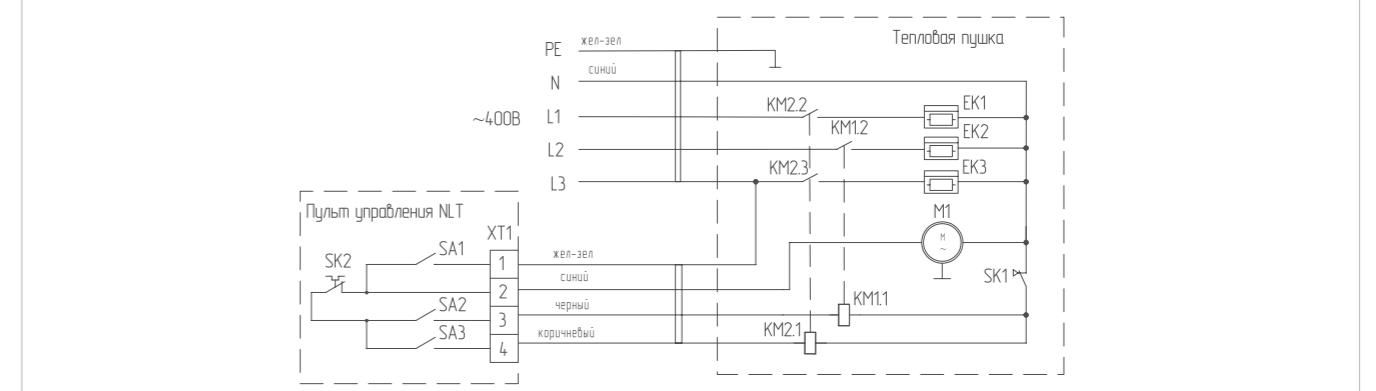 Тепловая пушка
PE жел-зел
N синий
~400В
L1 KM2.2 EK1
L2 KM1.2 EK2
L3 KM2.3 EK3
Пульт управления NLT
M1
M
~
XT1
SK2 SA1 1 жел-зел
SK1
2 синий
SA2 3 черный KM1.1
SA3 4 коричневый KM2.1